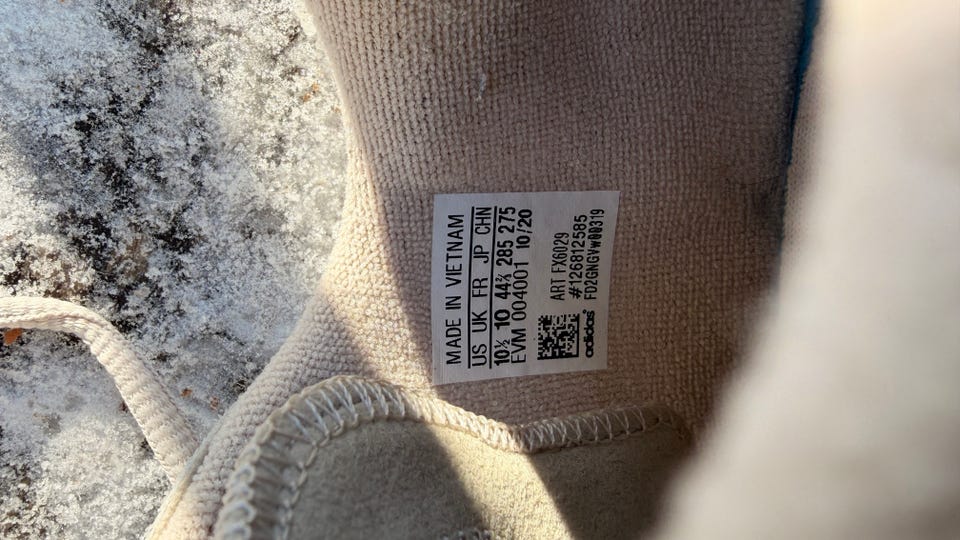 MADE IN VIETNAM
US UK FR JP CHN
10½ 10 44⅔ 285 275
EVM 004001 10/20
ART FX6029
#126812585
FD2GNGVW00319
adidas